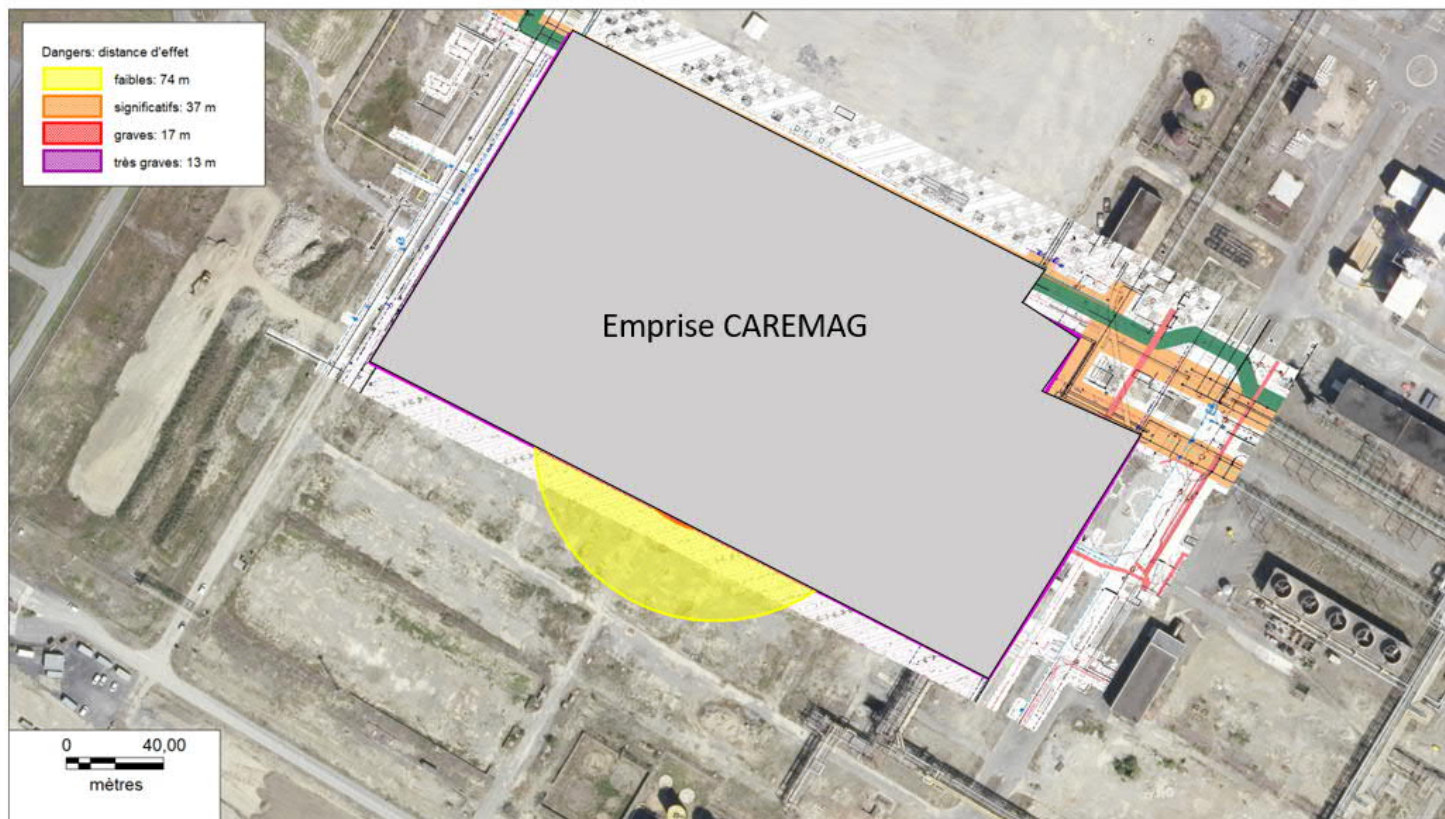 Dangers: distance d'effet
faibles: 74 m
significatifs: 37 m
graves: 17 m
très graves: 13 m
Emprise CAREMAG
0 40,00
mètres